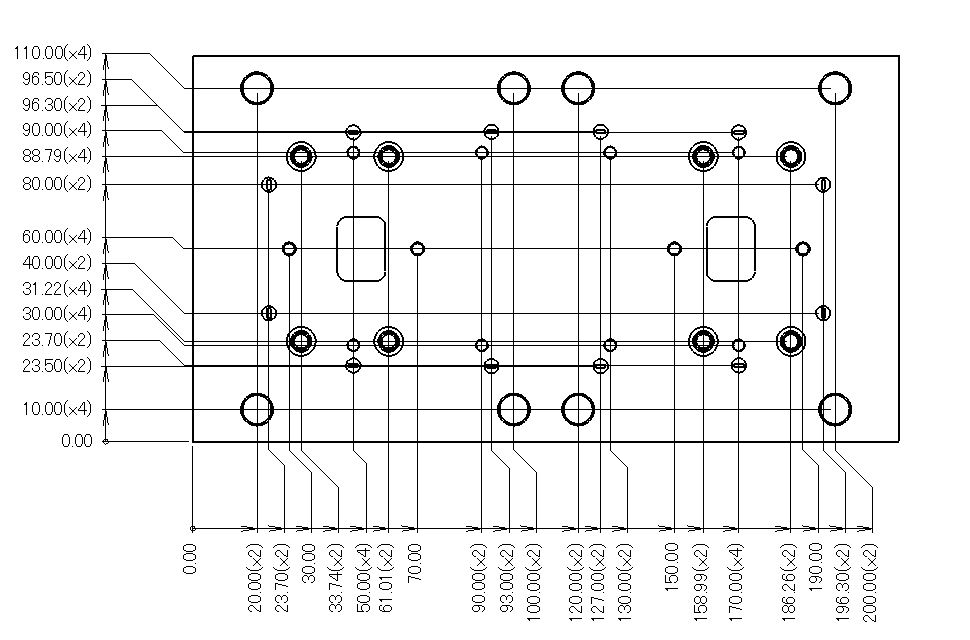 110.00(x4)
96.50(x2)
96.30(x2)
90.00(x4)
88.79(x4)
80.00(x2)
60.00(x4)
40.00(x2)
31.22(x4)
30.00(x4)
23.70(x2)
23.50(x2)
10.00(x4)
0.00
0.00
20.00(x2)
23.70(x2)
30.00
33.74(x2)
50.00(x4)
61.01(x2)
70.00
90.00(x2)
93.00(x2)
100.00(x2)
120.00(x2)
127.00(x2)
130.00(x2)
150.00
158.99(x2)
170.00(x4)
186.26(x2)
190.00
196.30(x2)
200.00(x2)